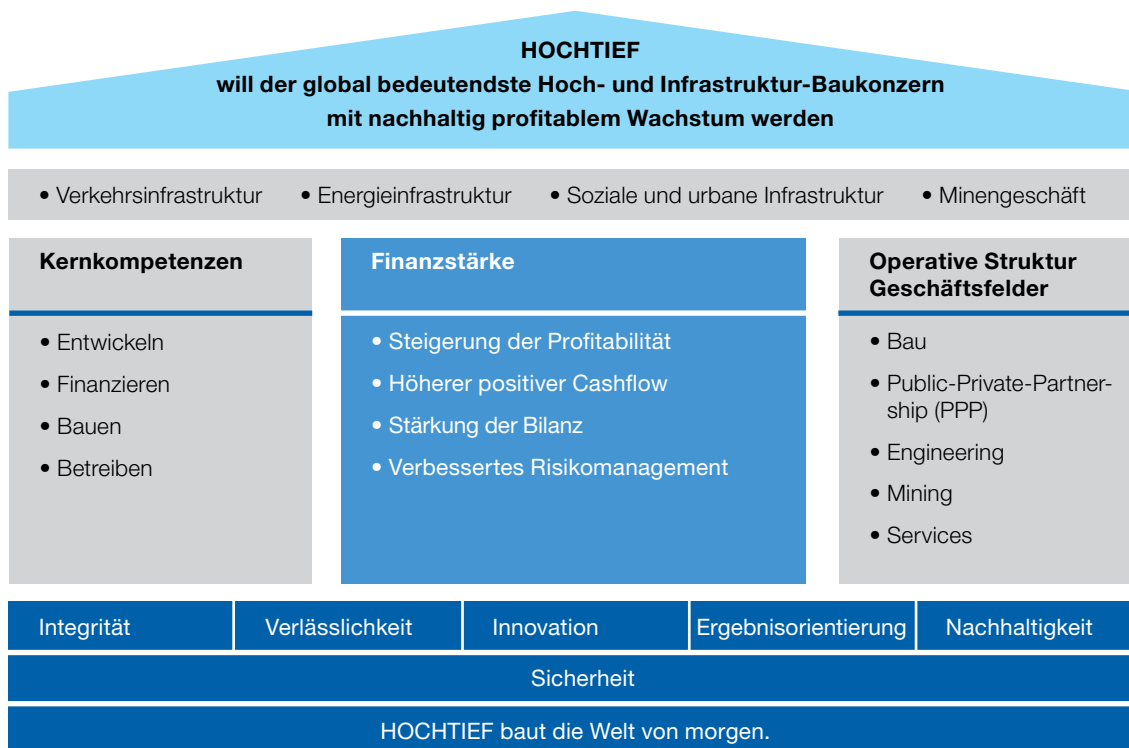 HOCHTIEF
will der global bedeutendste Hoch- und Infrastruktur-Baukonzern
mit nachhaltig profitablem Wachstum werden
• Verkehrsinfrastruktur • Energieinfrastruktur • Soziale und urbane Infrastruktur • Minengeschäft
Kernkompetenzen
• Entwickeln
• Finanzieren
• Bauen
• Betreiben
Finanzstärke
• Steigerung der Profitabilität
• Höherer positiver Cashflow
• Stärkung der Bilanz
• Verbessertes Risikomanagement
Operative Struktur
Geschäftsfelder
• Bau
• Public-Private-Partner-
ship (PPP)
• Engineering
• Mining
• Services
Integrität Verlässlichkeit Innovation Ergebnisorientierung Nachhaltigkeit
Sicherheit
HOCHTIEF baut die Welt von morgen.